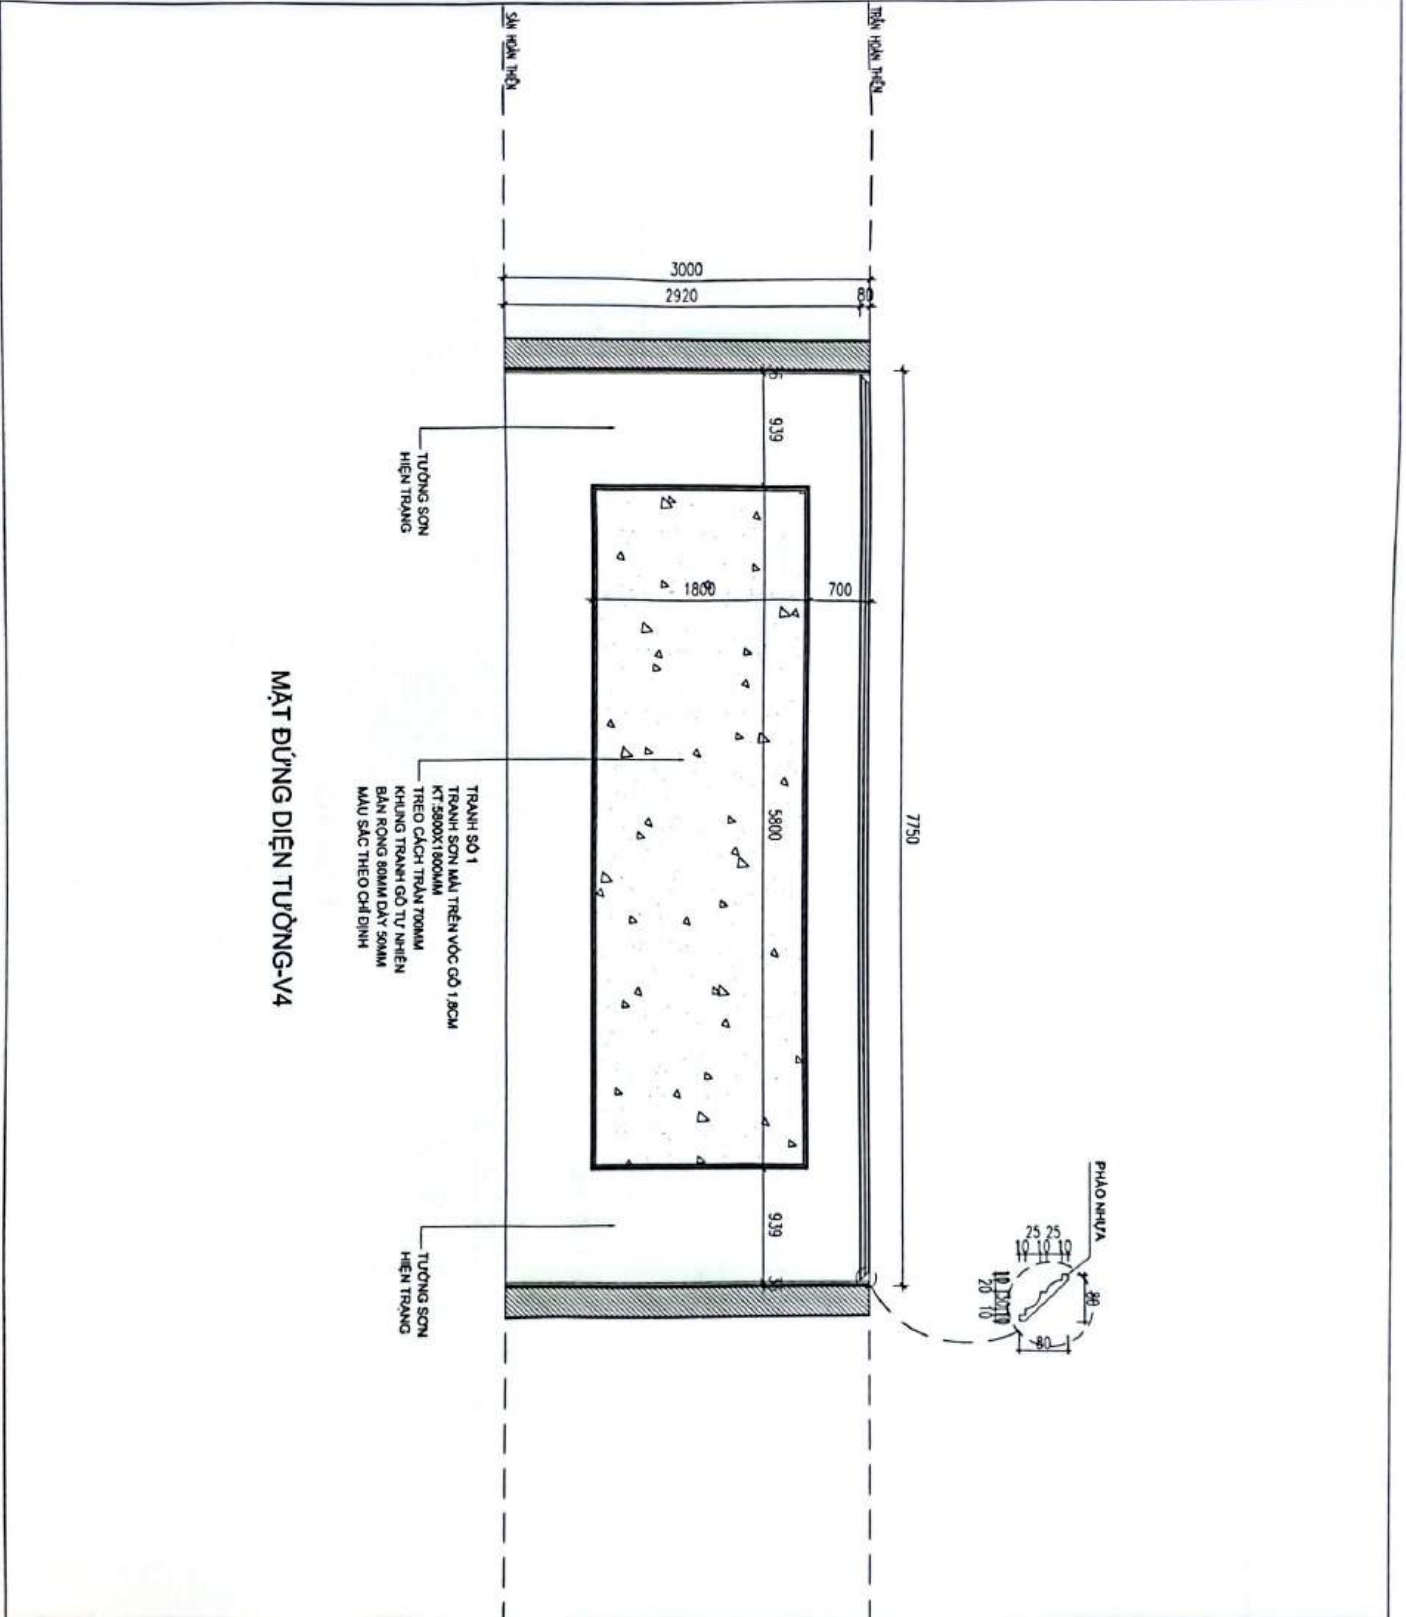 TRẦN HOÀN THIỆN
SÀN HOÀN THIỆN
7750
939
5800
939
35
3000
2920
80
700
1800
PHÀO NHỰA
80
80
10 25 10 25 10
20 10
TƯỜNG SƠN
HIỆN TRẠNG
TRANH SỐ 1
TRANH SƠN MÀI TRÊN VÓC GỖ 1,8CM
KT:5800X1800MM
TREO CÁCH TRẦN 700MM
KHUNG TRANH GỖ TỰ NHIÊN
BẢN RỘNG 80MM DÀY 50MM
MÀU SẮC THEO CHỈ ĐỊNH
TƯỜNG SƠN
HIỆN TRẠNG
MẶT ĐỨNG DIỆN TƯỜNG-V4